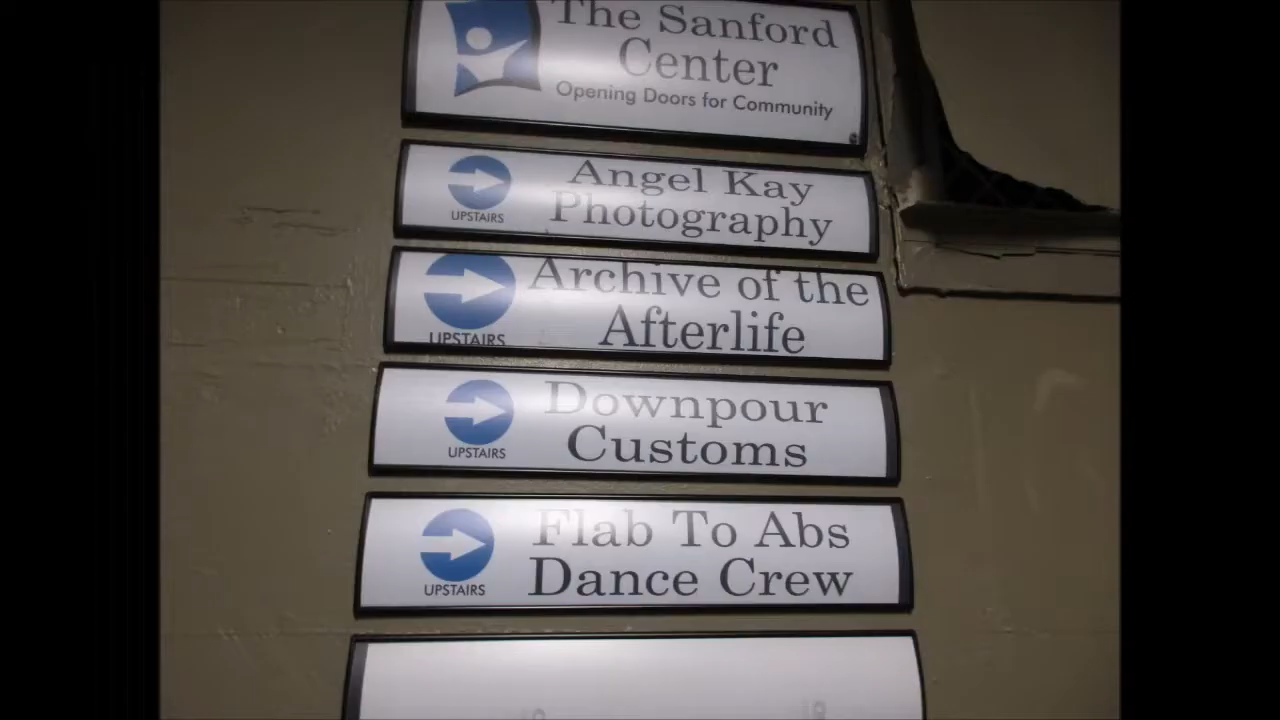 The Sanford
Center
Opening Doors for Community
Angel Kay
Photography
UPSTAIRS
Archive of the
Afterlife
UPSTAIRS
Downpour
Customs
UPSTAIRS
Flab To Abs
Dance Crew
UPSTAIRS